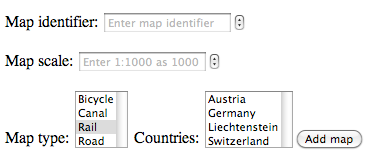 Map identifier: Enter map identifier
Map scale: Enter 1:1000 as 1000
Bicycle
Canal
Rail
Road
Austria
Germany
Liechtenstein
Switzerland
Map type: Countries: Add map